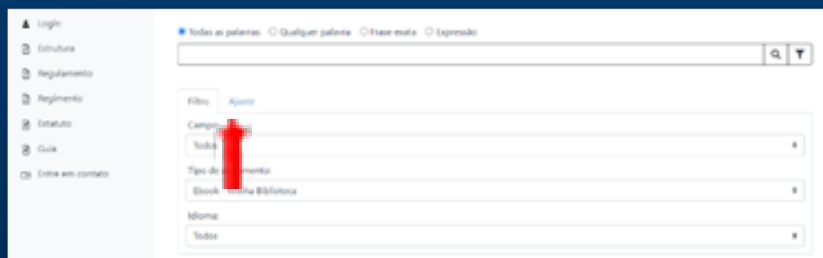 Login
Estrutura
Regulamento
Regimento
Estatuto
Guia
Entre em contato
Todas as palavras Qualquer palavra Frase exata Expressão
Filtro Ajuste
Campo:
Todos
Tipo de
Ebook Minha Biblioteca
Idioma:
Todos